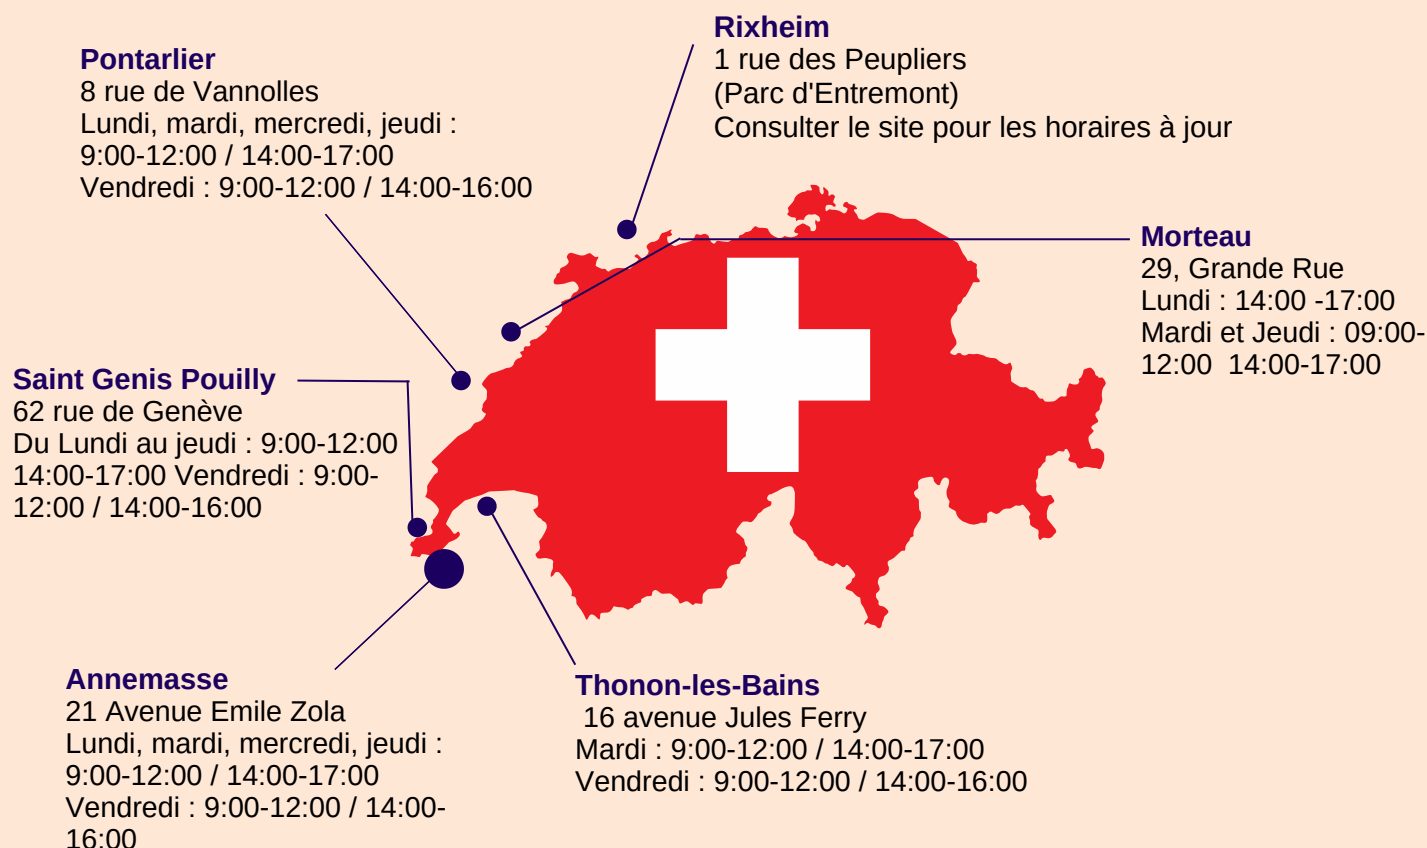 Rixheim
1 rue des Peupliers
(Parc d'Entremont)
Consulter le site pour les horaires à jour
Pontarlier
8 rue de Vannolles
Lundi, mardi, mercredi, jeudi :
9:00-12:00 / 14:00-17:00
Vendredi : 9:00-12:00 / 14:00-16:00
Morteau
29, Grande Rue
Lundi : 14:00 -17:00
Mardi et Jeudi : 09:00-
12:00  14:00-17:00
Saint Genis Pouilly
62 rue de Genève
Du Lundi au jeudi : 9:00-12:00
14:00-17:00 Vendredi : 9:00-
12:00 / 14:00-16:00
Annemasse
21 Avenue Emile Zola
Lundi, mardi, mercredi, jeudi :
9:00-12:00 / 14:00-17:00
Vendredi : 9:00-12:00 / 14:00-
16:00
Thonon-les-Bains
16 avenue Jules Ferry
Mardi : 9:00-12:00 / 14:00-17:00
Vendredi : 9:00-12:00 / 14:00-16:00